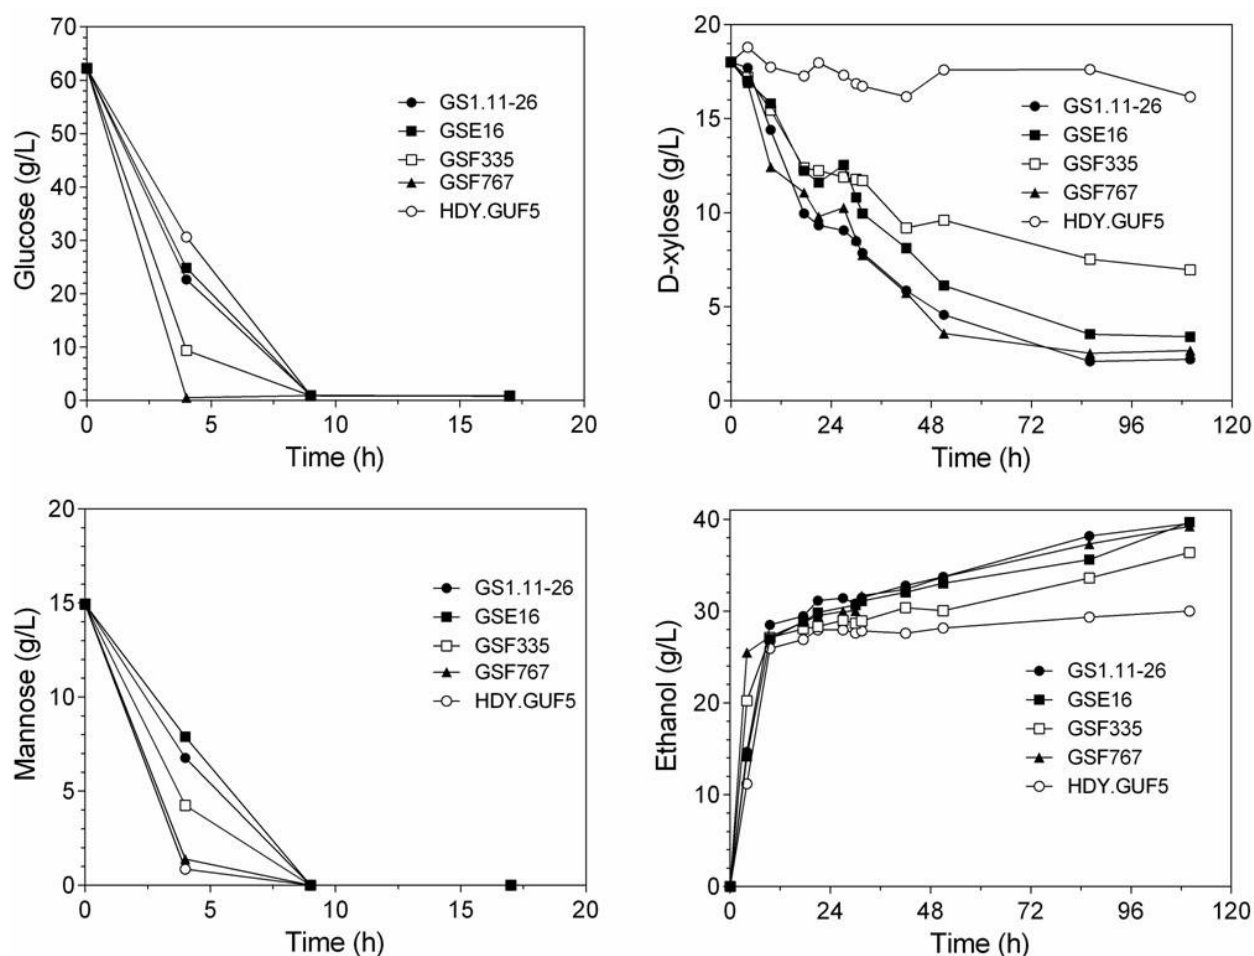 Glucose (g/L)
70
60
50
40
30
20
10
0
0 5 10 15 20
Time (h)
GS1.11-26
GSE16
GSF335
GSF767
HDY.GUF5
D-xylose (g/L)
20
15
10
5
0
0 24 48 72 96 120
Time (h)
GS1.11-26
GSE16
GSF335
GSF767
HDY.GUF5
Mannose (g/L)
20
15
10
5
0
0 5 10 15 20
Time (h)
GS1.11-26
GSE16
GSF335
GSF767
HDY.GUF5
Ethanol (g/L)
40
30
20
10
0
0 24 48 72 96 120
Time (h)
GS1.11-26
GSE16
GSF335
GSF767
HDY.GUF5